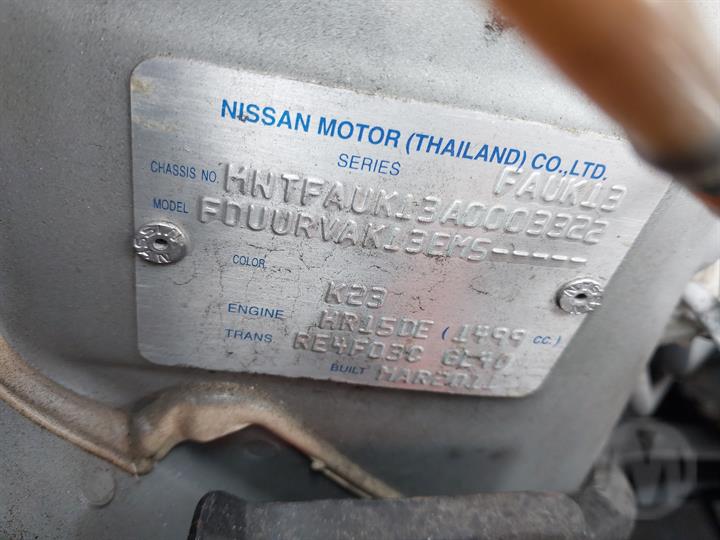 NISSAN MOTOR (THAILAND) CO.,LTD.
SERIES FAUK13
CHASSIS NO. MNTFAUK13A0003322
MODEL FDUURVAK13EMS-----
COLOR K23
ENGINE HR15DE (1499 CC.)
TRANS RE4F03C GL40
BUILT MAR2011